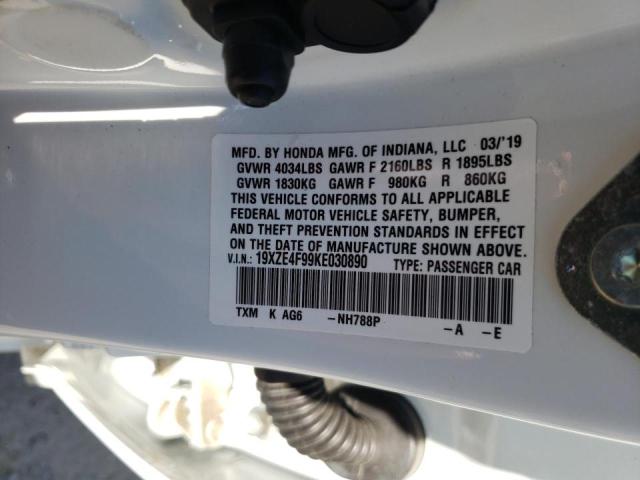 MFD. BY HONDA MFG. OF INDIANA, LLC 03/'19
GVWR 4034LBS GAWR F 2160LBS R 1895LBS
GVWR 1830KG GAWR F 980KG R 860KG
THIS VEHICLE CONFORMS TO ALL APPLICABLE
FEDERAL MOTOR VEHICLE SAFETY, BUMPER,
AND THEFT PREVENTION STANDARDS IN EFFECT
ON THE DATE OF MANUFACTURE SHOWN ABOVE.
V.I.N.: 19XZE4F99KE030890 TYPE: PASSENGER CAR
TXM K AG6 -NH788P -A -E